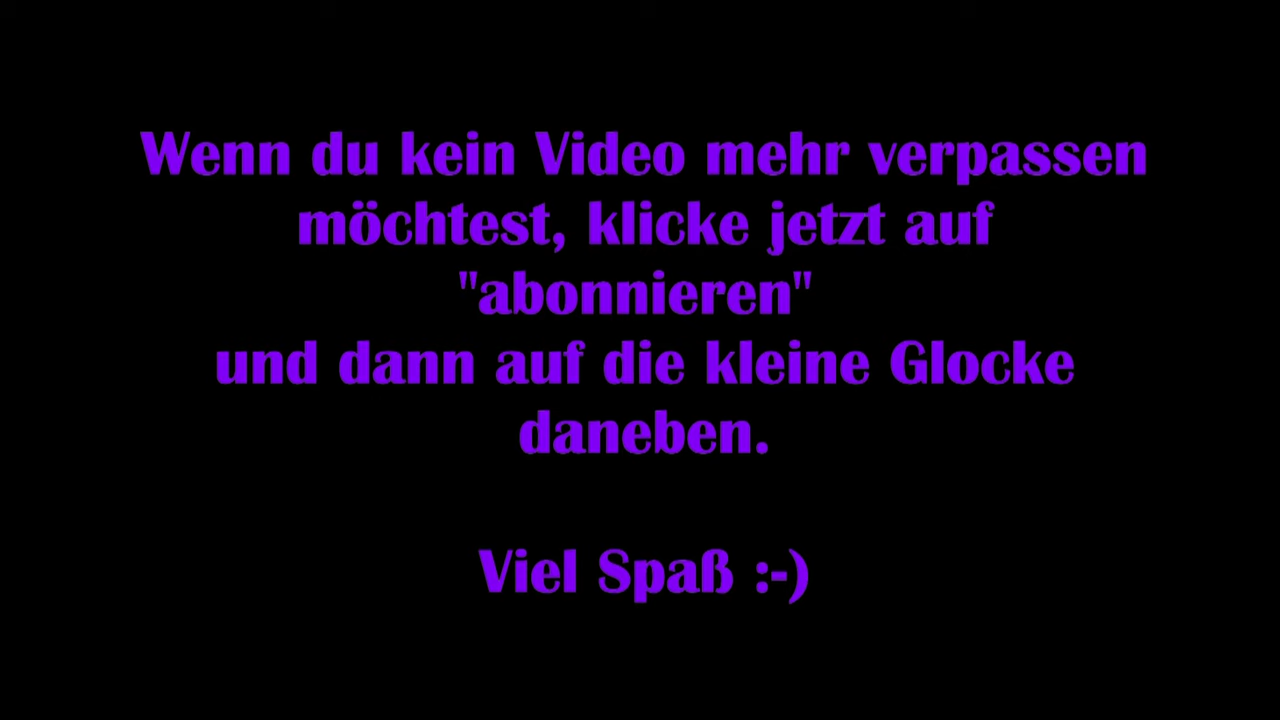 Wenn du kein Video mehr verpassen
möchtest, klicke jetzt auf
"abonnieren"
und dann auf die kleine Glocke
daneben.
Viel Spaß :-)